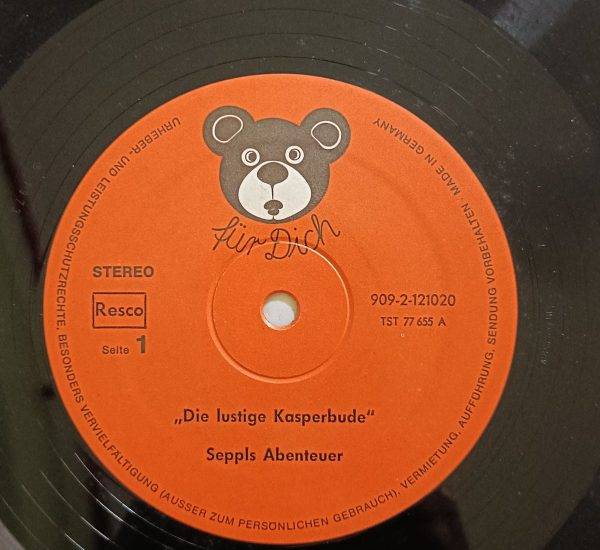 für Dich
STEREO
Resco
Seite 1
909-2-121020
TST 77 655 A
„Die lustige Kasperbude“
Seppls Abenteuer
URHEBER- UND LEISTUNGSSCHUTZRECHTE, BESONDERS VERVIELFÄLTIGUNG (AUSSER ZUM PERSÖNLICHEN GEBRAUCH), VERMIETUNG, AUFFÜHRUNG, SENDUNG VORBEHALTEN · MADE IN GERMANY